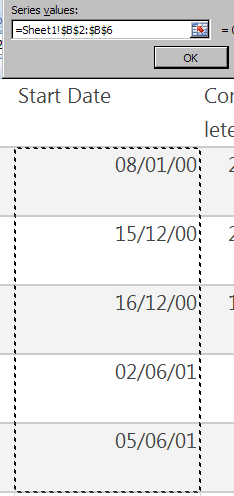 Series values:
=Sheet1!$B$2:$B$6
OK
Start Date
lete
08/01/00
15/12/00
16/12/00
02/06/01
05/06/01